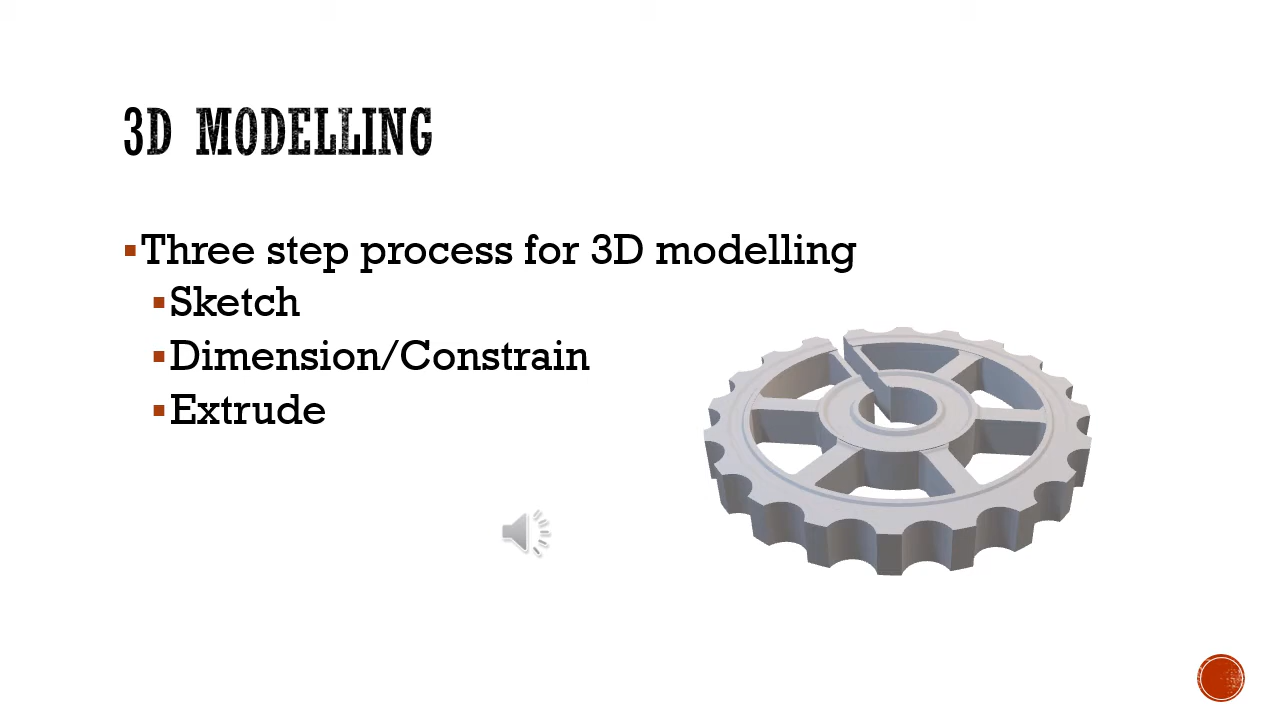 3D MODELLING
Three step process for 3D modelling
Sketch
Dimension/Constrain
Extrude